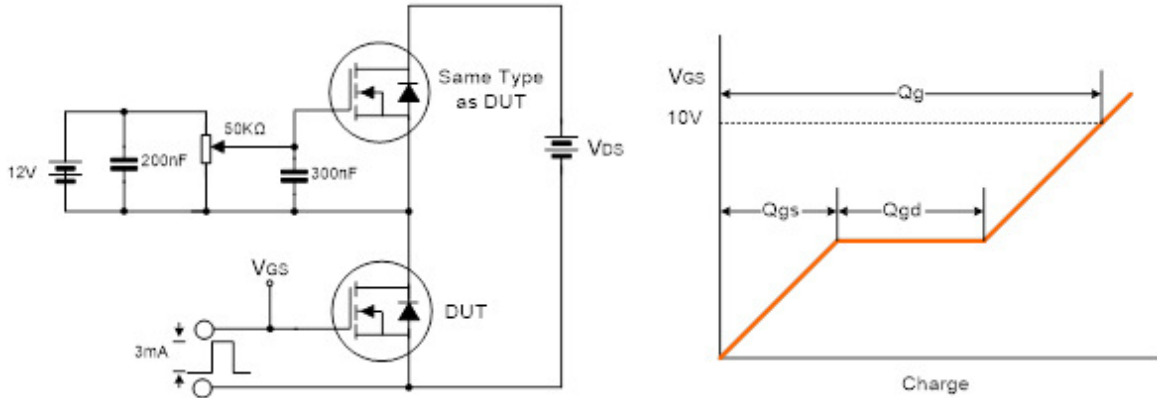 Same Type
as DUT
50KΩ
12V
200nF
300nF
VDS
VGS
DUT
3mA
VGS
10V
Qg
Qgs
Qgd
Charge